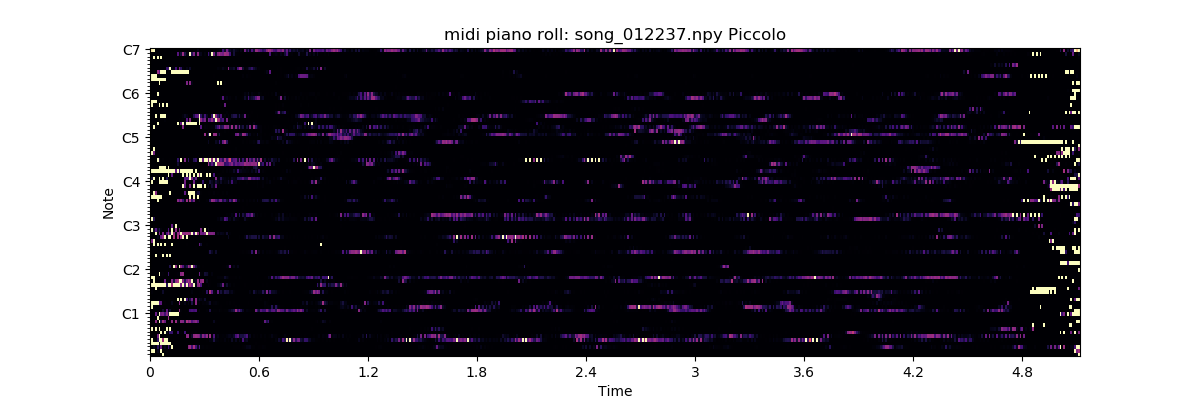 midi piano roll: song_012237.npy Piccolo
C7
C6
C5
C4
C3
C2
C1
Note
0 0.6 1.2 1.8 2.4 3 3.6 4.2 4.8
Time